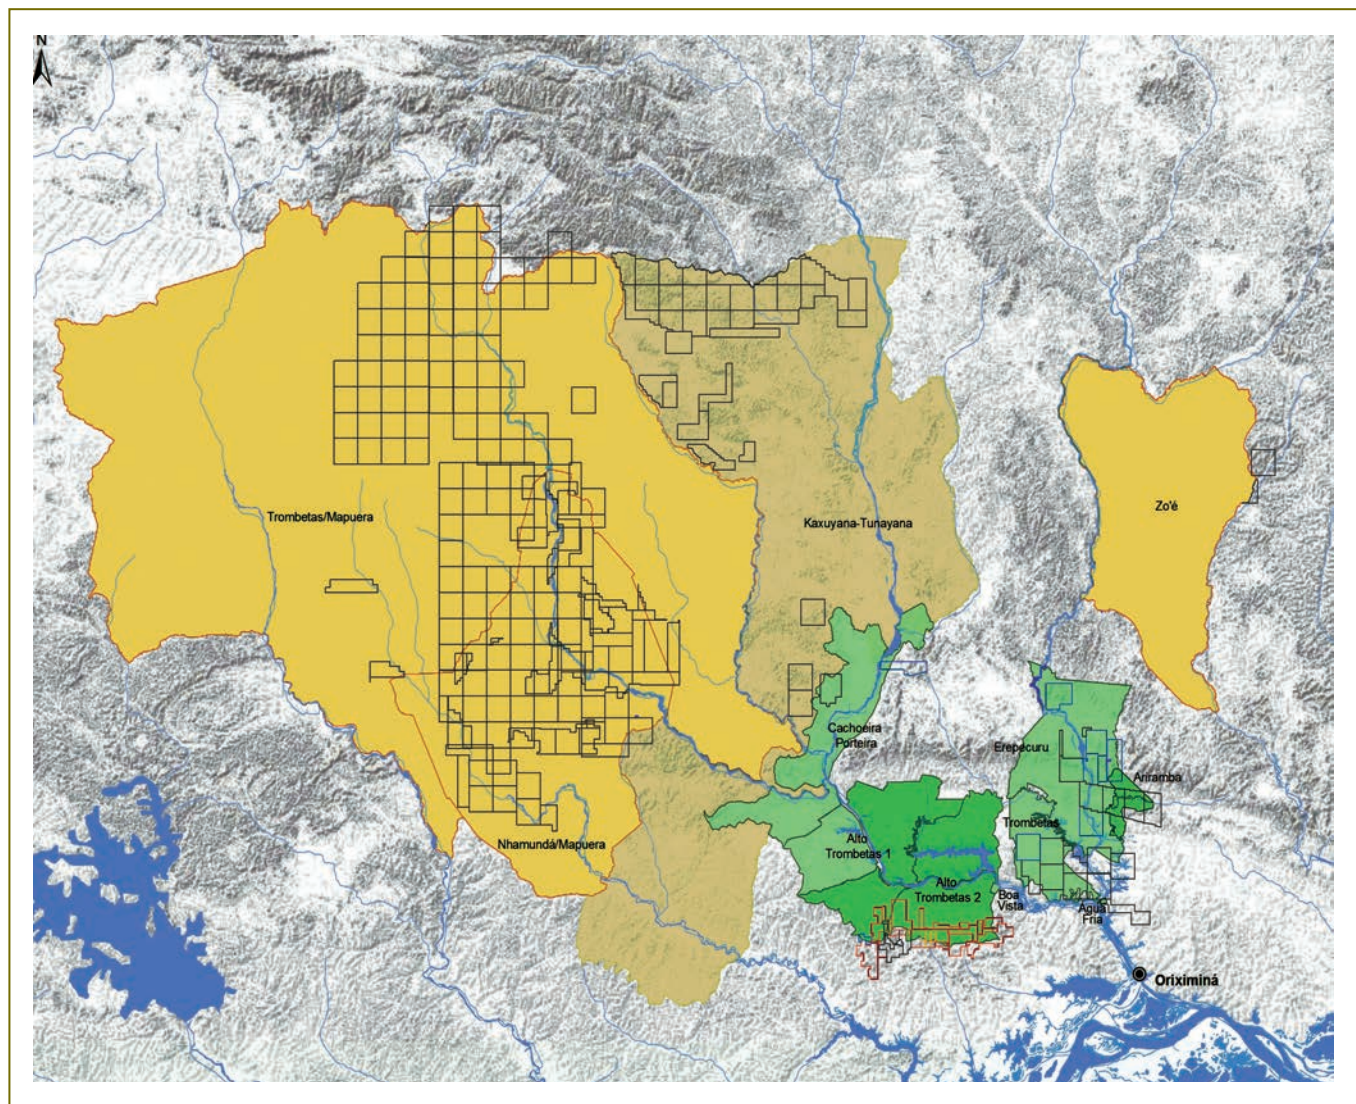 N
Trombetas/Mapuera
Kaxuyana-Tunayana
Zo'é
Cachoeira
Porteira
Erepecuru
Ariramba
Trombetas
Alto
Trombetas 1
Nhamundá/Mapuera
Alto
Trombetas 2
Boa
Vista
Água
Fria
Oriximiná